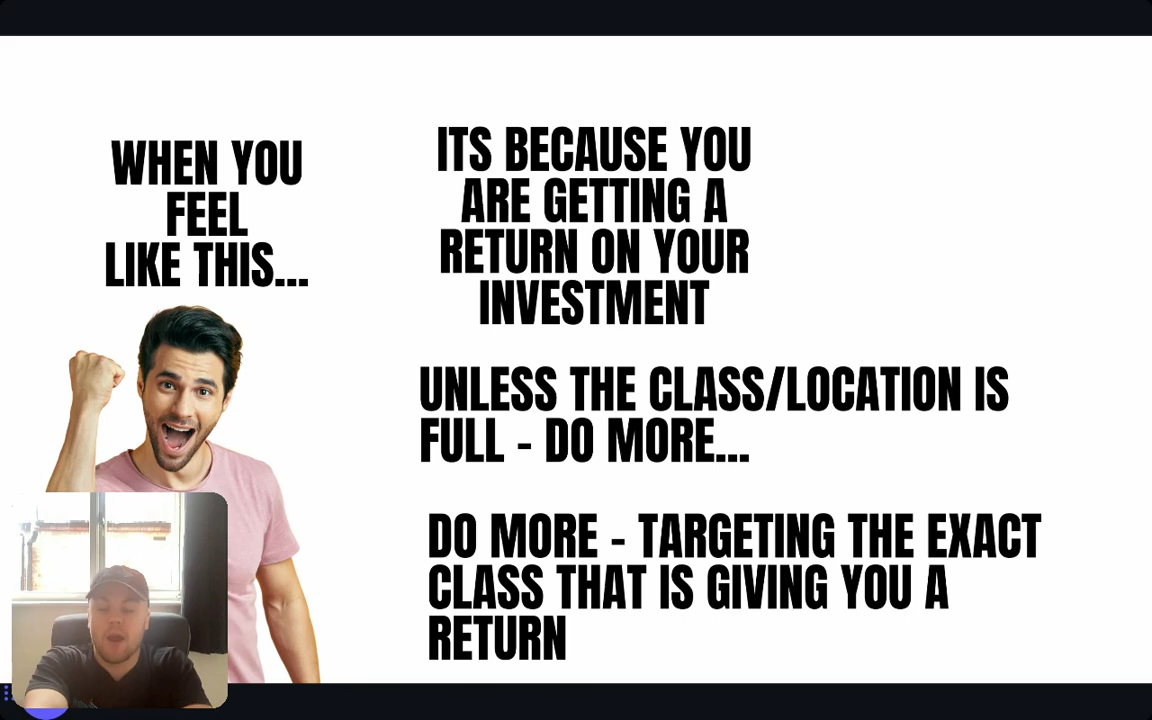 WHEN YOU
FEEL
LIKE THIS...
ITS BECAUSE YOU
ARE GETTING A
RETURN ON YOUR
INVESTMENT
UNLESS THE CLASS/LOCATION IS
FULL - DO MORE...
DO MORE - TARGETING THE EXACT
CLASS THAT IS GIVING YOU A
RETURN